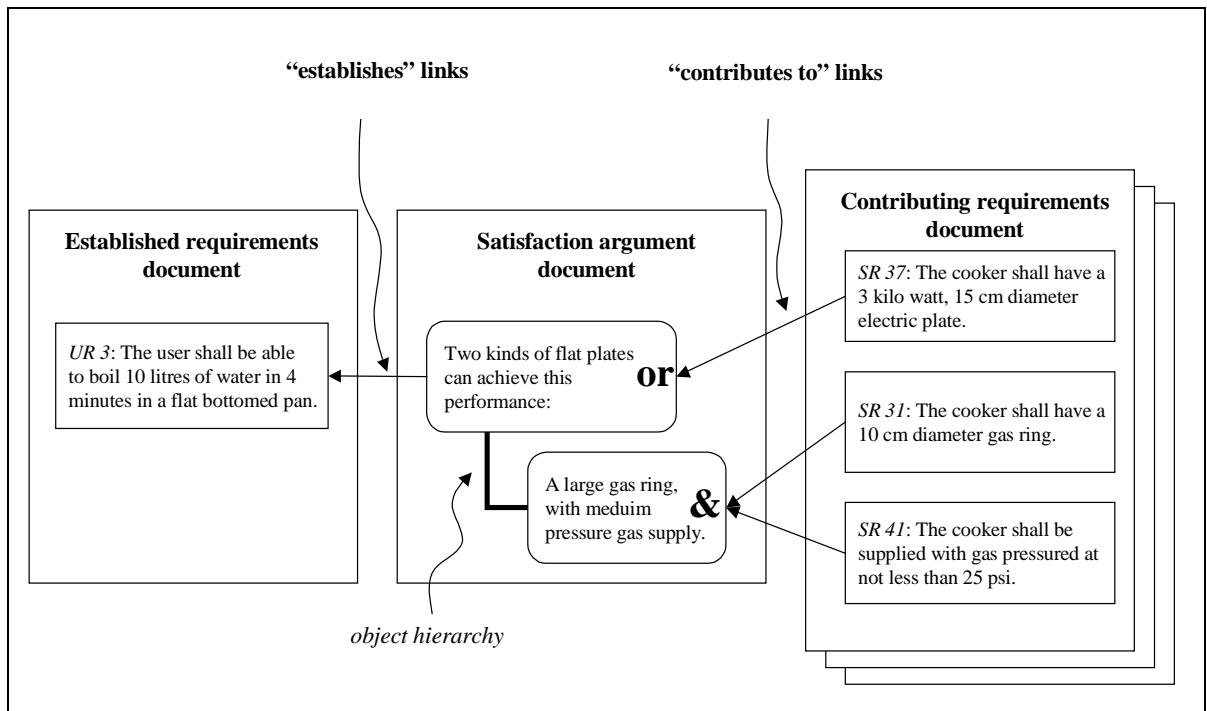 “establishes” links
“contributes to” links
Established requirements
document
UR 3: The user shall be able
to boil 10 litres of water in 4
minutes in a flat bottomed pan.
Satisfaction argument
document
Two kinds of flat plates
can achieve this
performance:
or
A large gas ring,
with meduim
pressure gas supply.
&
object hierarchy
Contributing requirements
document
SR 37: The cooker shall have a
3 kilo watt, 15 cm diameter
electric plate.
SR 31: The cooker shall have a
10 cm diameter gas ring.
SR 41: The cooker shall be
supplied with gas pressured at
not less than 25 psi.